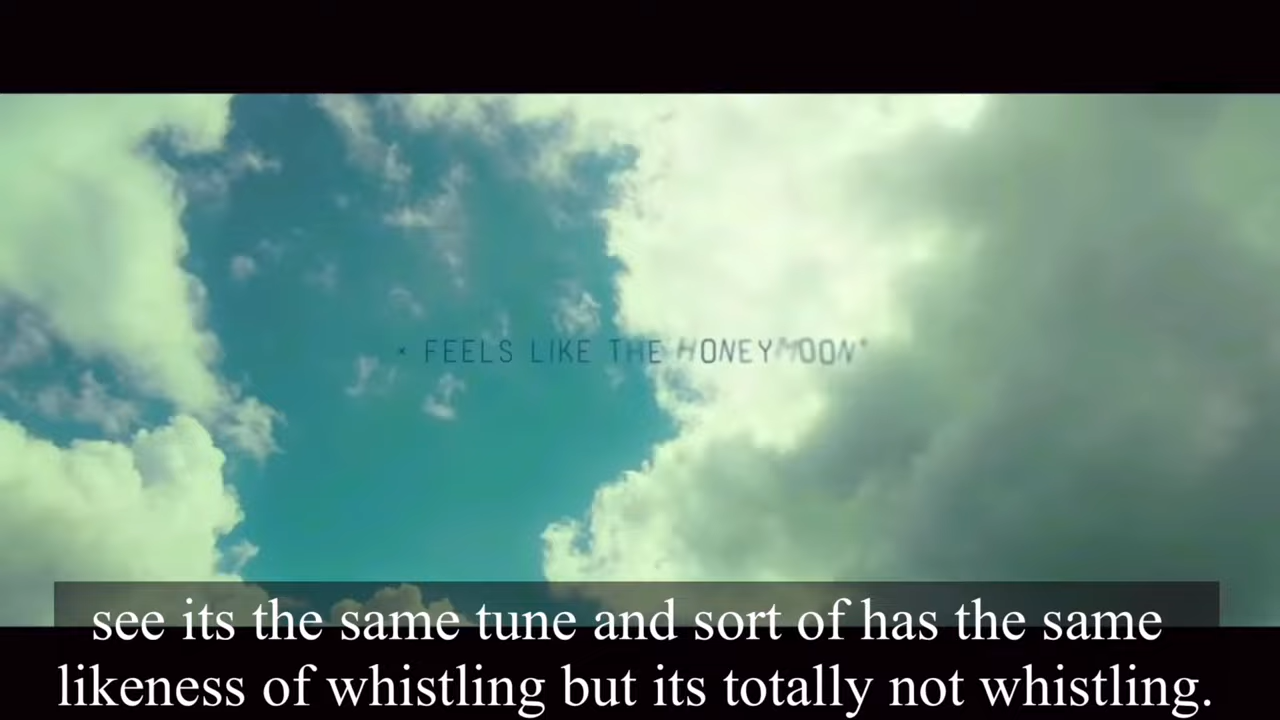 * FEELS LIKE THE HONEYMOON*
see its the same tune and sort of has the same
likeness of whistling but its totally not whistling.